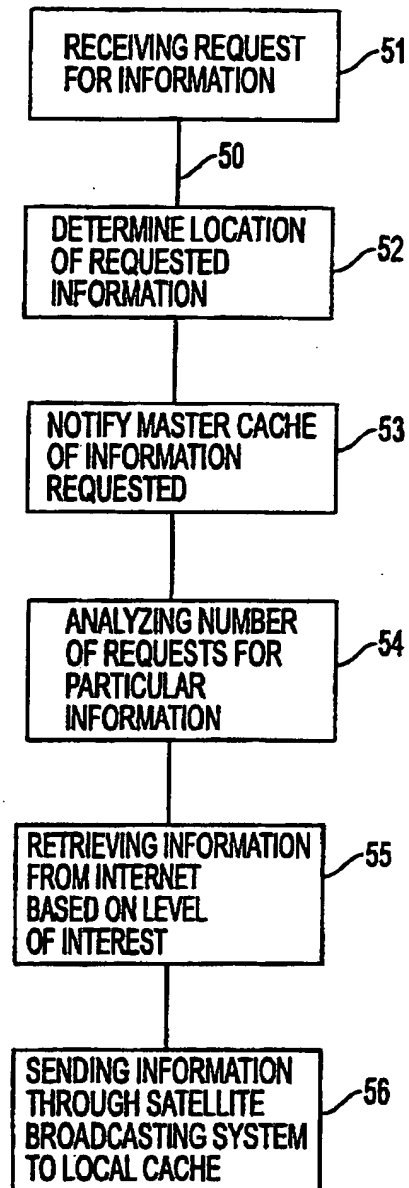 RECEIVING REQUEST
FOR INFORMATION
51
50
DETERMINE LOCATION
OF REQUESTED
INFORMATION
52
NOTIFY MASTER CACHE
OF INFORMATION
REQUESTED
53
ANALYZING NUMBER
OF REQUESTS FOR
PARTICULAR
INFORMATION
54
RETRIEVING INFORMATION
FROM INTERNET
BASED ON LEVEL
OF INTEREST
55
SENDING INFORMATION
THROUGH SATELLITE
BROADCASTING SYSTEM
TO LOCAL CACHE
56